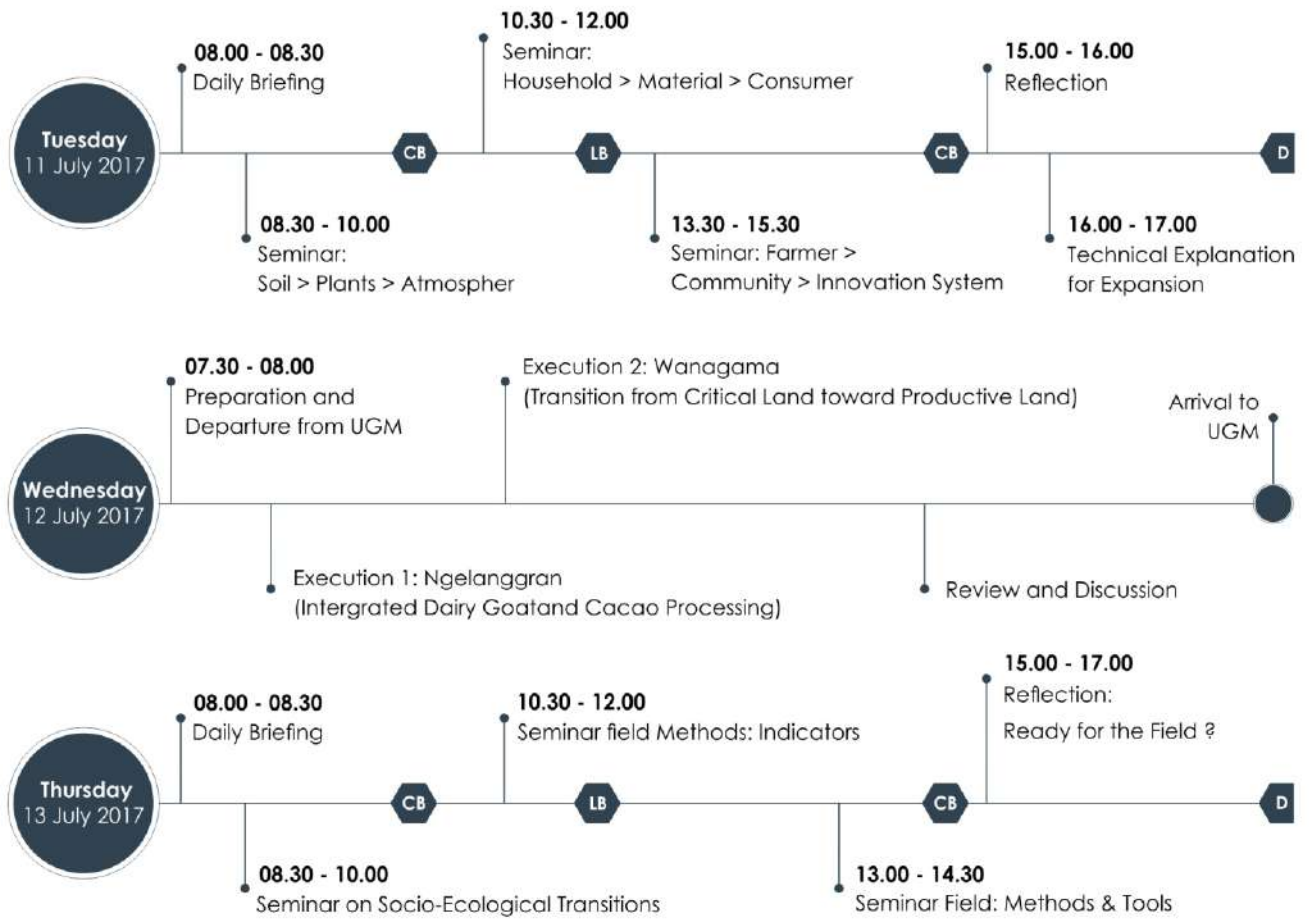 Tuesday
11 July 2017
08.00 - 08.30
Daily Briefing
08.30 - 10.00
Seminar:
Soil > Plants > Atmospher
CB
10.30 - 12.00
Seminar:
Household > Material > Consumer
LB
13.30 - 15.30
Seminar: Farmer >
Community > Innovation System
CB
15.00 - 16.00
Reflection
16.00 - 17.00
Technical Explanation
for Expansion
D
Wednesday
12 July 2017
07.30 - 08.00
Preparation and
Departure from UGM
Execution 1: Ngelanggran
(Intergrated Dairy Goatand Cacao Processing)
Execution 2: Wanagama
(Transition from Critical Land toward Productive Land)
Review and Discussion
Arrival to
UGM
Thursday
13 July 2017
08.00 - 08.30
Daily Briefing
08.30 - 10.00
Seminar on Socio-Ecological Transitions
CB
10.30 - 12.00
Seminar field Methods: Indicators
LB
13.00 - 14.30
Seminar Field: Methods & Tools
CB
15.00 - 17.00
Reflection:
Ready for the Field ?
D